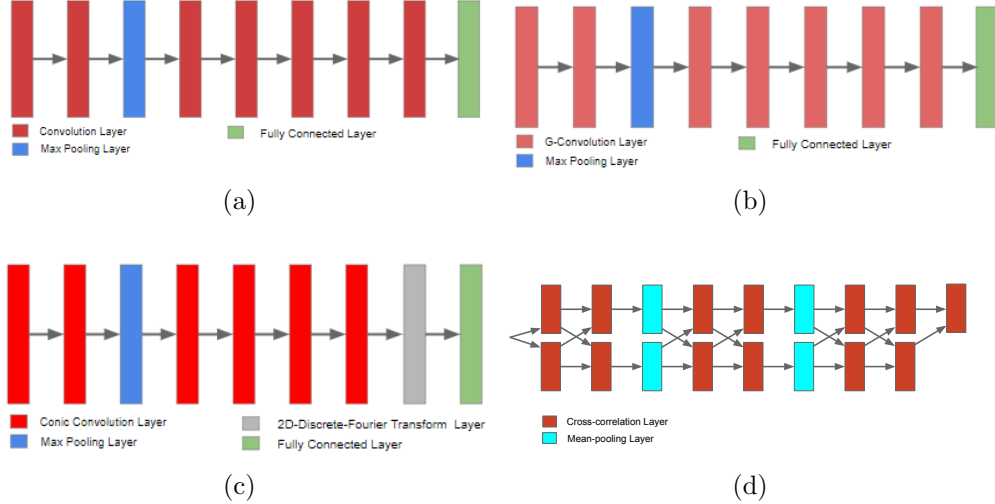 Convolution Layer
Fully Connected Layer
Max Pooling Layer
(a)
G-Convolution Layer
Fully Connected Layer
Max Pooling Layer
(b)
Conic Convolution Layer
2D-Discrete-Fourier Transform Layer
Max Pooling Layer
Fully Connected Layer
(c)
Cross-correlation Layer
Mean-pooling Layer
(d)